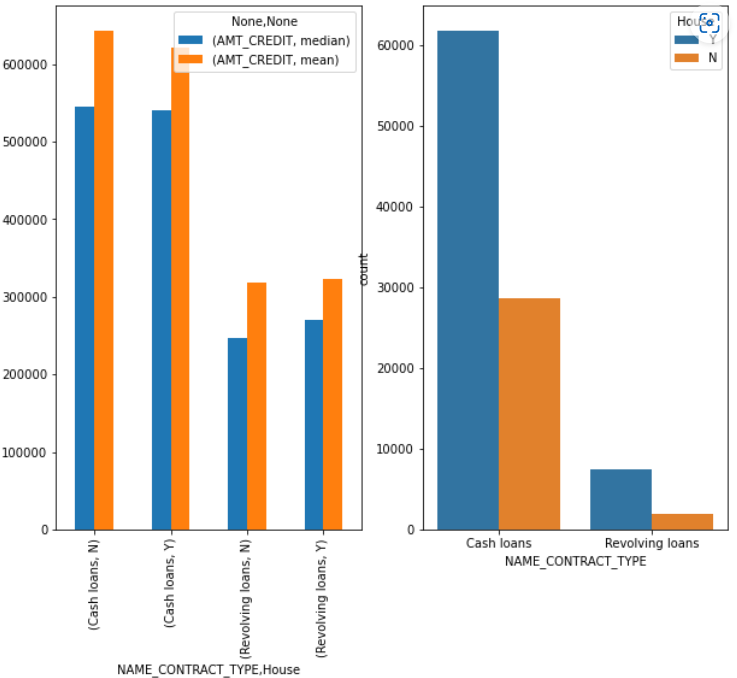 None,None
(AMT_CREDIT, median)
(AMT_CREDIT, mean)
600000
500000
400000
300000
200000
100000
0
(Cash loans, N)
(Cash loans, Y)
(Revolving loans, N)
(Revolving loans, Y)
NAME_CONTRACT_TYPE,House
House
Y
N
60000
50000
40000
30000
20000
10000
0
count
Cash loans
Revolving loans
NAME_CONTRACT_TYPE